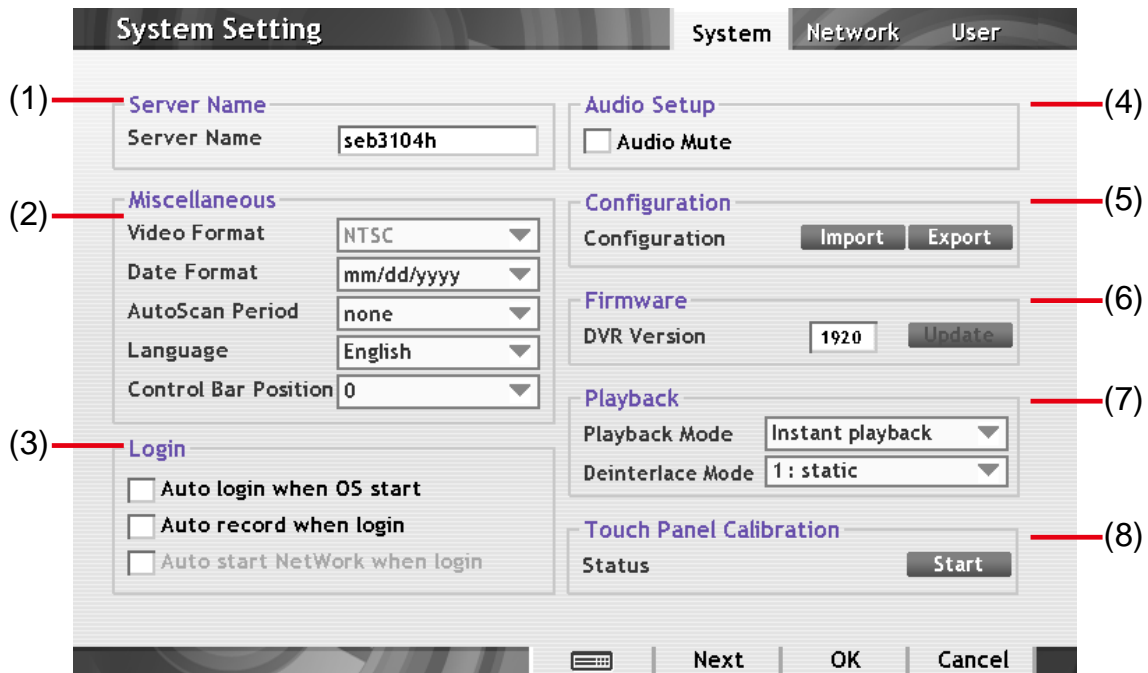 System Setting
System
Network
User
(1)
Server Name
Server Name
seb3104h
(2)
Miscellaneous
Video Format
NTSC
Date Format
mm/dd/yyyy
AutoScan Period
none
Language
English
Control Bar Position
0
(3)
Login
Auto login when OS start
Auto record when login
Auto start NetWork when login
(4)
Audio Setup
Audio Mute
(5)
Configuration
Configuration
Import
Export
(6)
Firmware
DVR Version
1920
Update
(7)
Playback
Playback Mode
Instant playback
Deinterlace Mode
1 : static
(8)
Touch Panel Calibration
Status
Start
Next
OK
Cancel